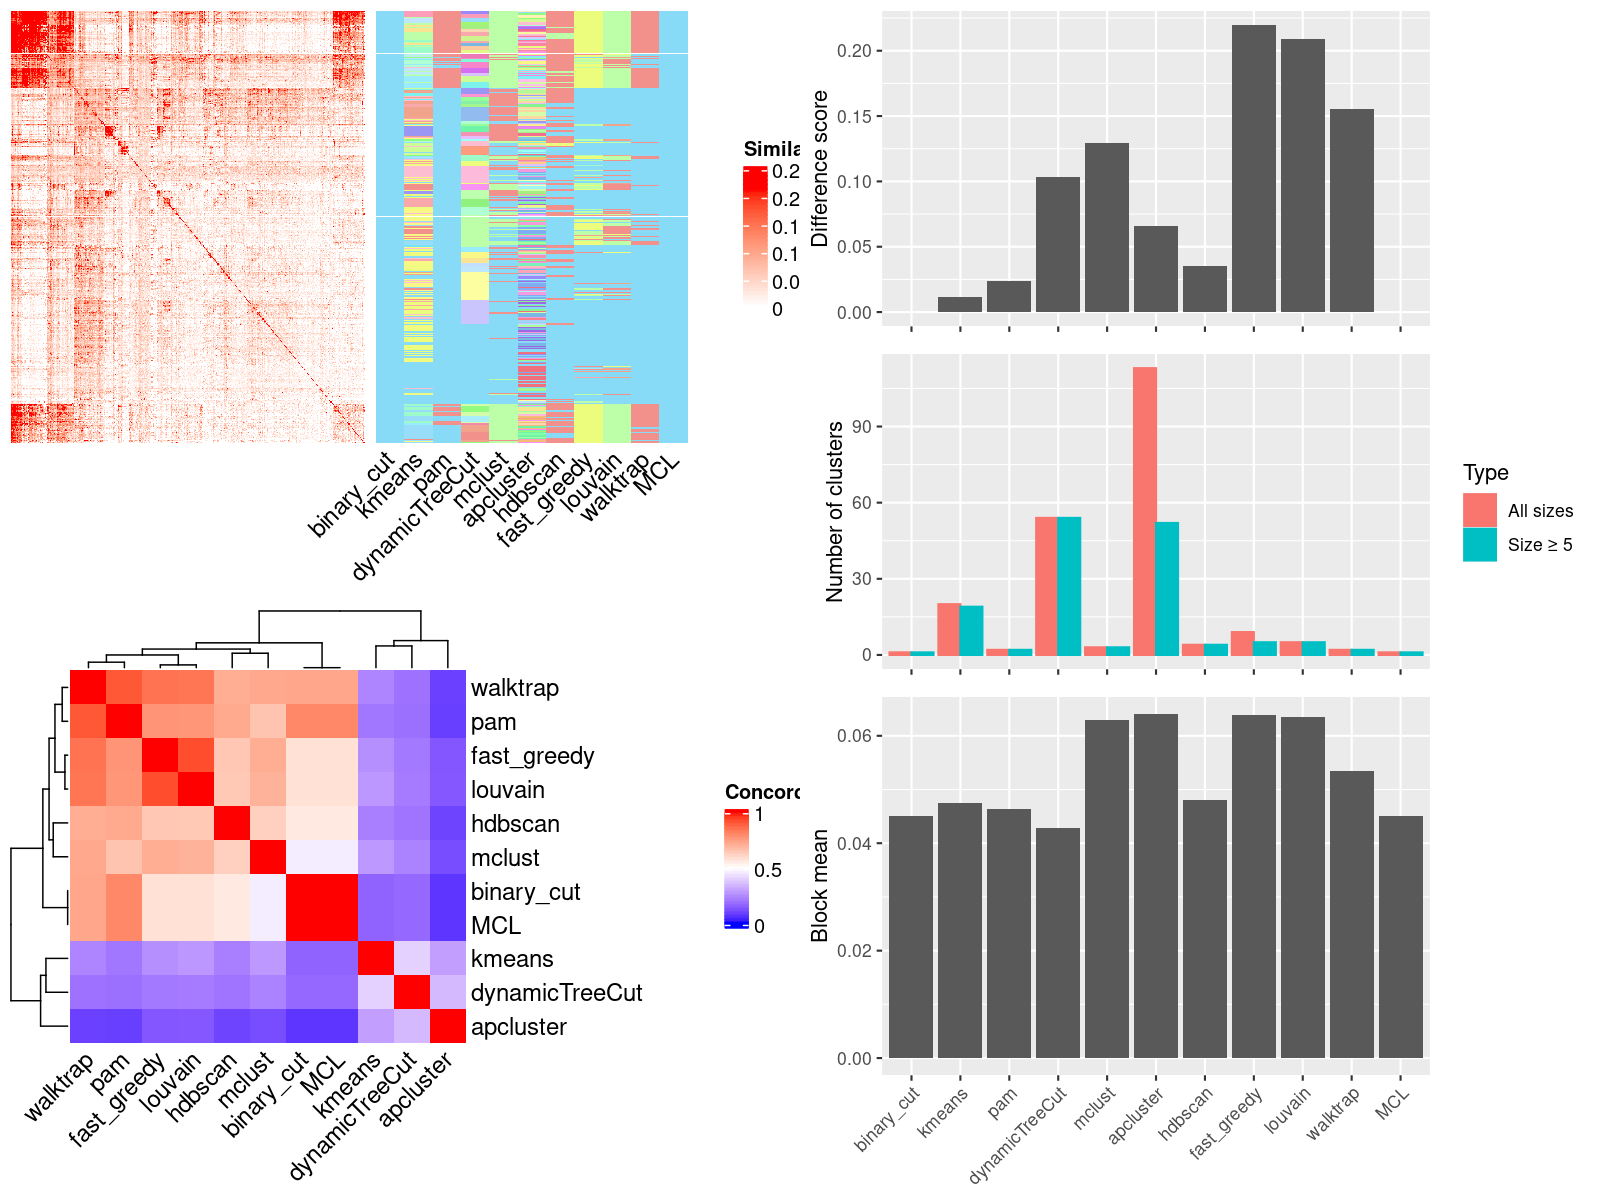 binary_cut
kmeans
pam
dynamicTreeCut
mclust
apcluster
hdbscan
fast_greedy
louvain
walktrap
MCL
Simila
0.2
0.2
0.1
0.1
0.0
0
Difference score
0.20
0.15
0.10
0.05
0.00
Number of clusters
90
60
30
0
Type
All sizes
Size ≥ 5
walktrap
pam
fast_greedy
louvain
hdbscan
mclust
binary_cut
MCL
kmeans
dynamicTreeCut
apcluster
walktrap
pam
fast_greedy
louvain
hdbscan
mclust
binary_cut
MCL
kmeans
dynamicTreeCut
apcluster
Concord
1
0.5
0
Block mean
0.06
0.04
0.02
0.00
binary_cut
kmeans
pam
dynamicTreeCut
mclust
apcluster
hdbscan
fast_greedy
louvain
walktrap
MCL